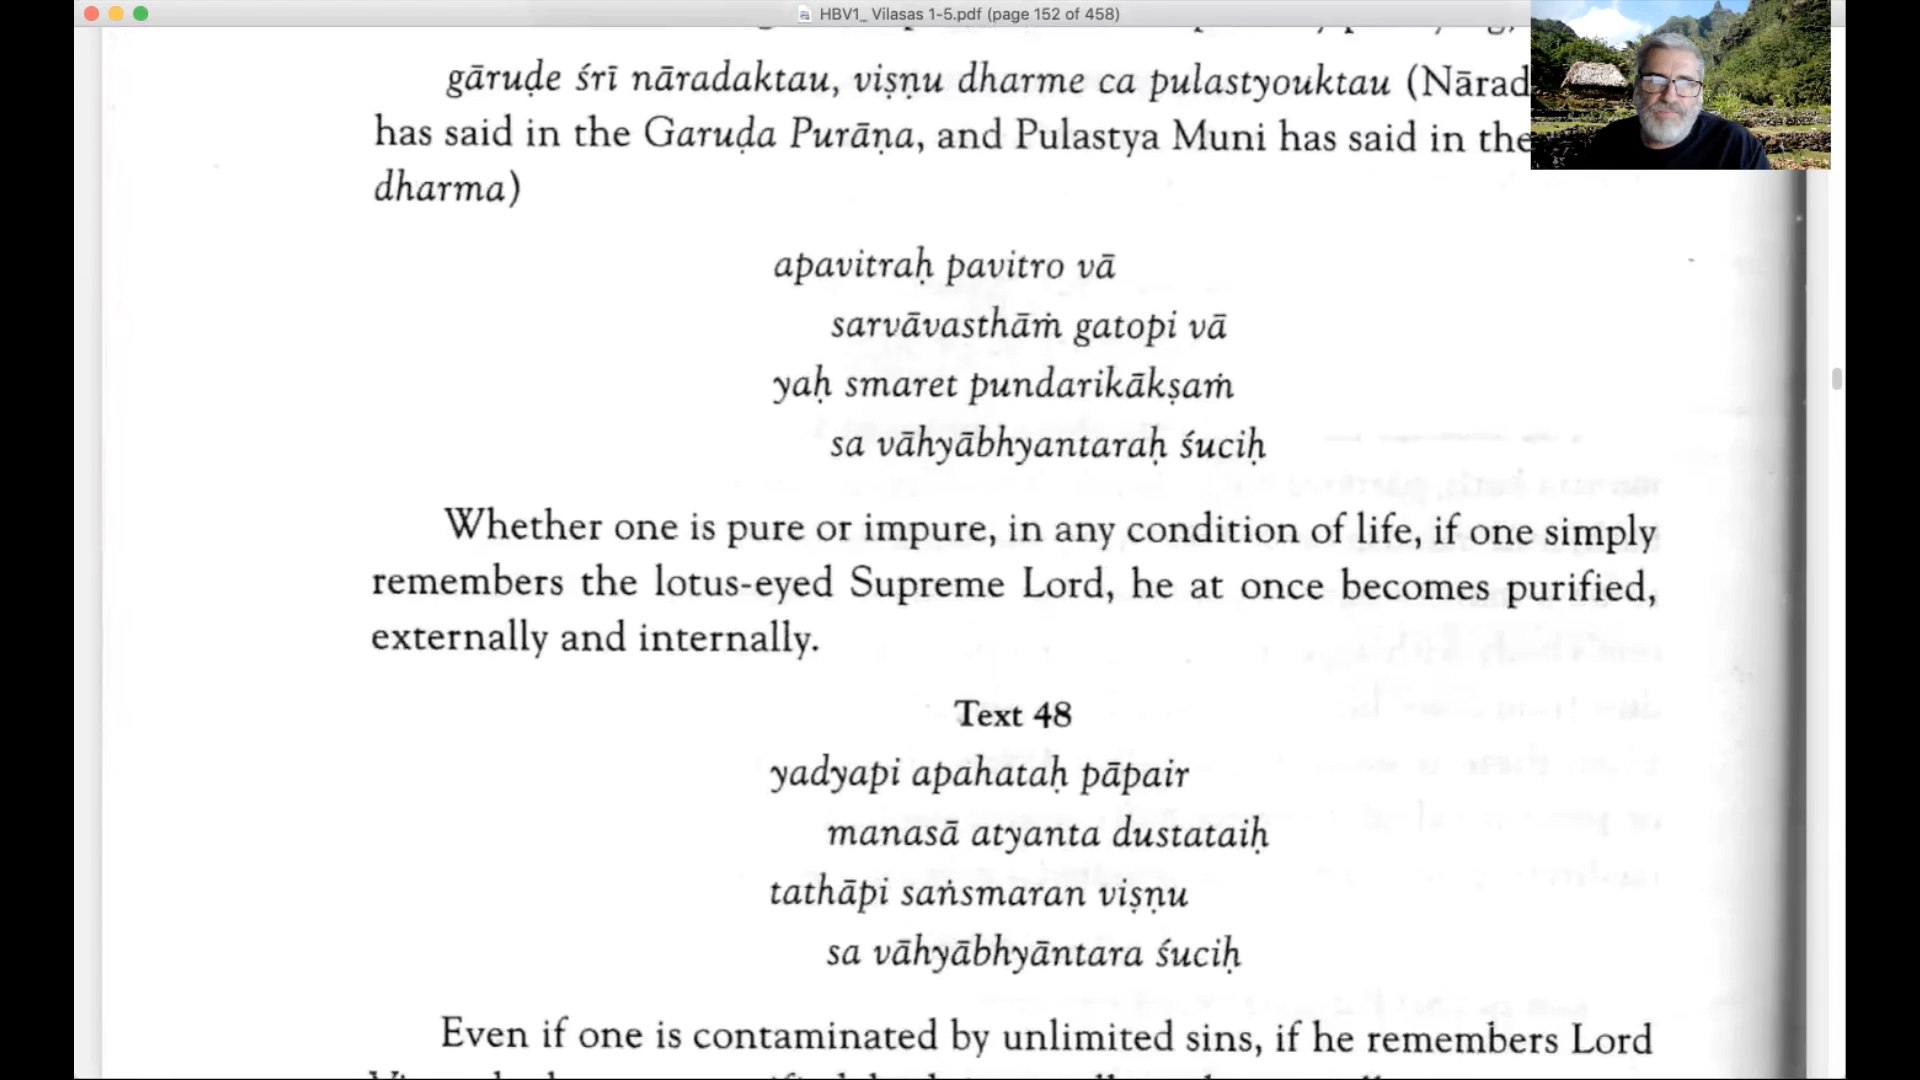 HBV1_ Vilasas 1-5.pdf (page 152 of 458)
gāruḍe śrī nāradaktau, viṣṇu dharme ca pulastyouktau (Nārad
has said in the Garuḍa Purāṇa, and Pulastya Muni has said in the
dharma)
apavitraḥ pavitro vā
sarvāvasthāṁ gatopi vā
yaḥ smaret pundarikākṣaṁ
sa vāhyābhyantaraḥ śuciḥ
Whether one is pure or impure, in any condition of life, if one simply
remembers the lotus-eyed Supreme Lord, he at once becomes purified,
externally and internally.
Text 48
yadyapi apahataḥ pāpair
manasā atyanta dustataiḥ
tathāpi saṅsmaran viṣṇu
sa vāhyābhyāntara śuciḥ
Even if one is contaminated by unlimited sins, if he remembers Lord